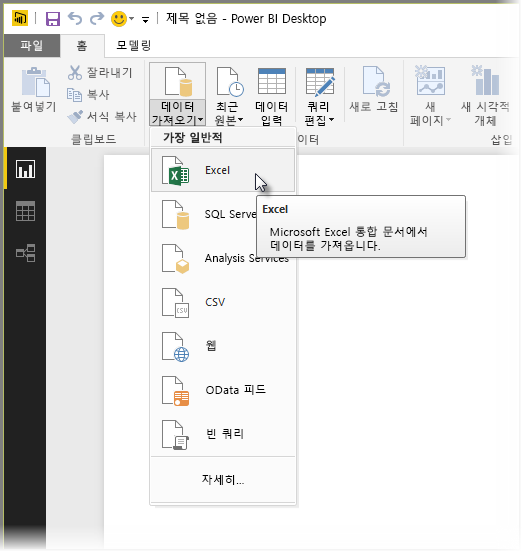 제목 없음 - Power BI Desktop
파일 홈 모델링
붙여넣기
잘라내기
복사
서식 복사
클립보드
데이터
가져오기
최근
원본
데이터
입력
쿼리
편집
새로 고침
새
페이지
새 시각적
개체
이터
삽입
가장 일반적
Excel
SQL Serve
Excel
Microsoft Excel 통합 문서에서
데이터를 가져옵니다.
Analysis Services
CSV
웹
OData 피드
빈 쿼리
자세히...